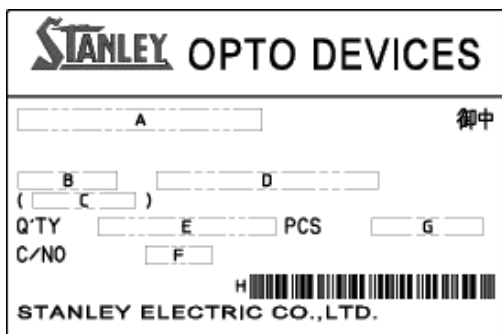 STANLEY OPTO DEVICES
A 御中
B D
( C )
Q'TY E PCS G
C/NO F
H
STANLEY ELECTRIC CO.,LTD.